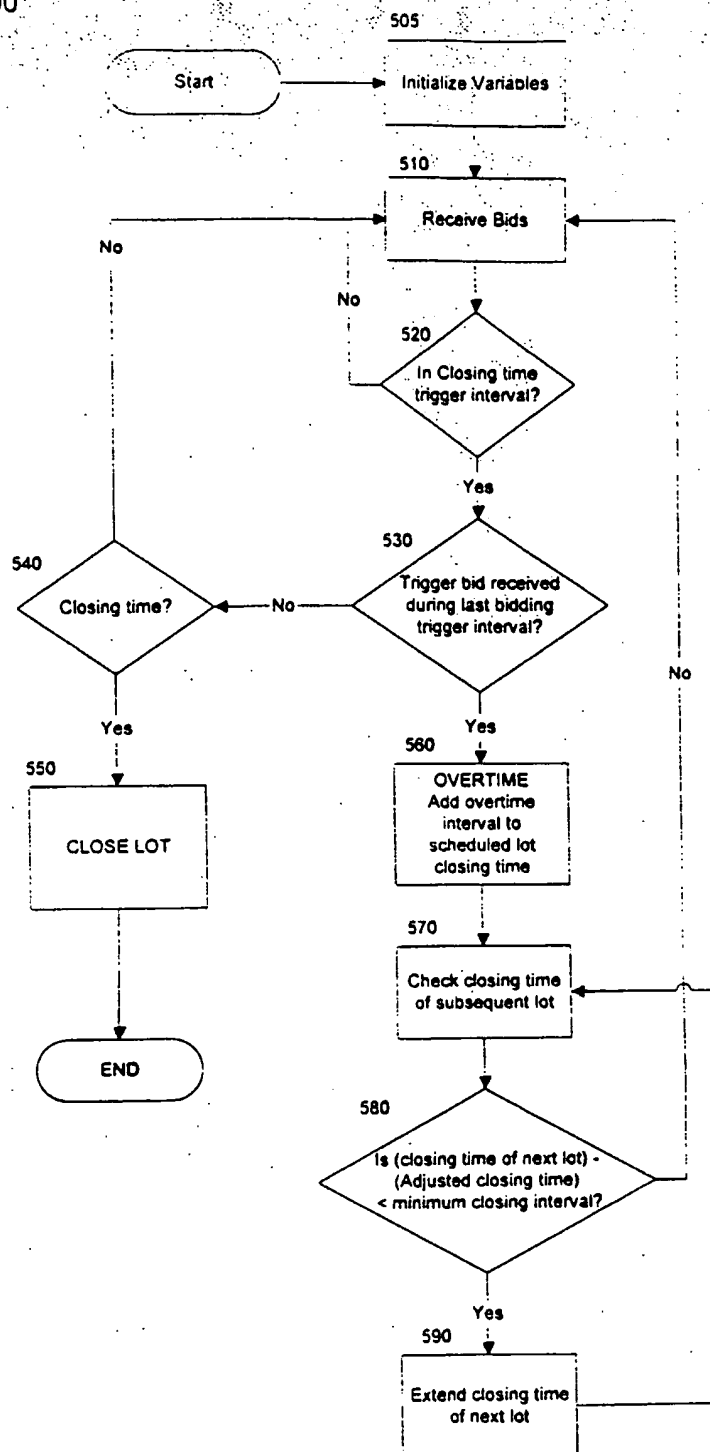 505
Start
Initialize Variables
510
Receive Bids
No
No
520
In Closing time
trigger interval?
Yes
530
Trigger bid received
during last bidding
trigger interval?
No
540
Closing time?
No
Yes
550
CLOSE LOT
END
Yes
560
OVERTIME
Add overtime
interval to
scheduled lot
closing time
570
Check closing time
of subsequent lot
580
Is (closing time of next lot) -
(Adjusted closing time)
< minimum closing interval?
Yes
590
Extend closing time
of next lot